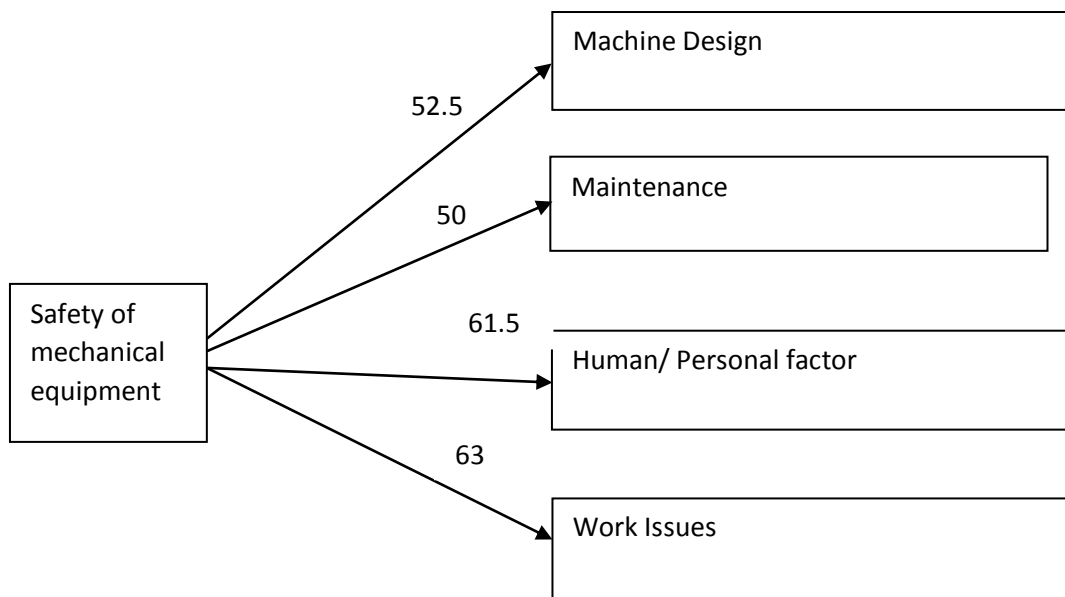 Machine Design
52.5
Maintenance
50
Safety of
mechanical
equipment
61.5
Human/ Personal factor
63
Work Issues